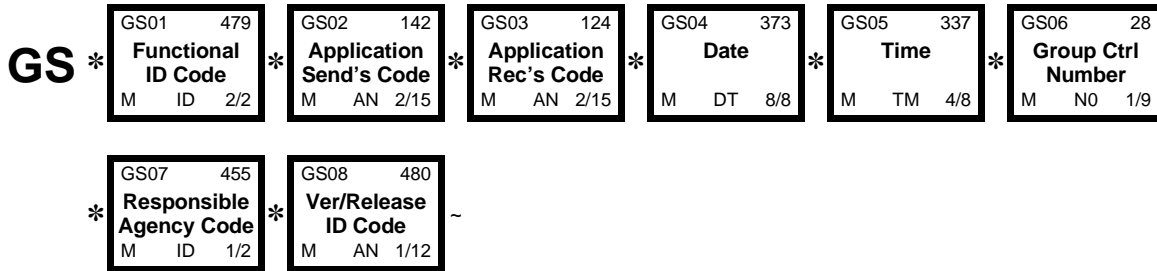 GS * GS01 479 * GS02 142 * GS03 124 * GS04 373 * GS05 337 * GS06 28
Functional Application Application Date Time Group Ctrl
ID Code Send's Code Rec's Code Number
M ID 2/2 M AN 2/15 M AN 2/15 M DT 8/8 M TM 4/8 M N0 1/9
* GS07 455 * GS08 480 ~
Responsible Ver/Release
Agency Code ID Code
M ID 1/2 M AN 1/12